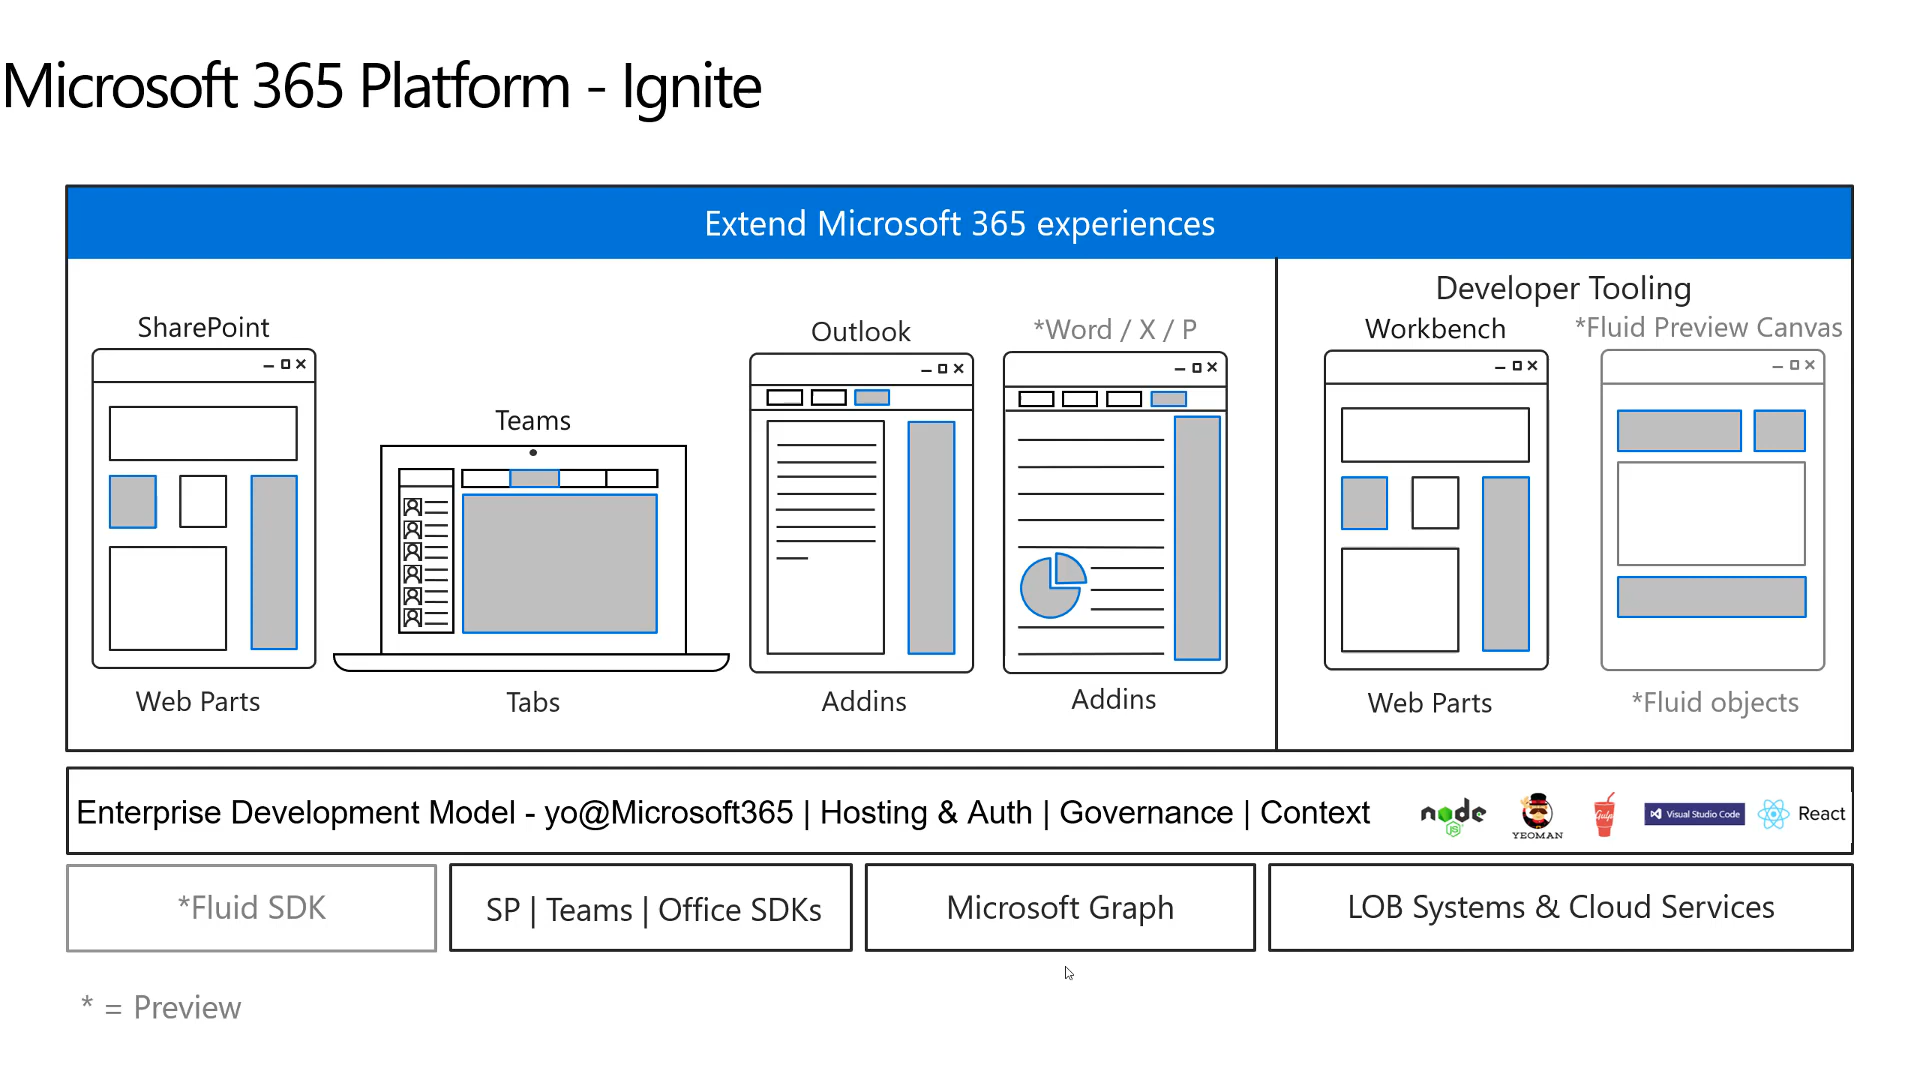 Microsoft 365 Platform - Ignite
Extend Microsoft 365 experiences
SharePoint
Web Parts
Teams
Tabs
Outlook
Addins
*Word / X / P
Addins
Developer Tooling
Workbench
Web Parts
*Fluid Preview Canvas
*Fluid objects
Enterprise Development Model - yo@Microsoft365 | Hosting & Auth | Governance | Context
node
JS
YEOMAN
Gulp
Visual Studio Code
React
*Fluid SDK
SP | Teams | Office SDKs
Microsoft Graph
LOB Systems & Cloud Services
* = Preview